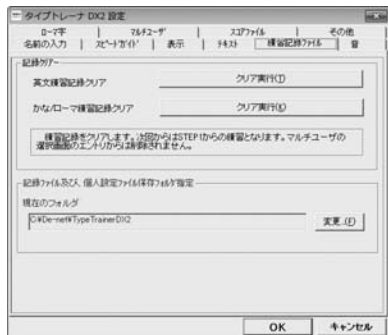 タイプトレーナ DX2 設定
ローマ字 マルチユーザ スコアファイル その他
名前の入力 スピードガイド 表示 テキスト 練習記録ファイル 音
記録クリアー
英文練習記録クリア クリア実行(T)
かな/ローマ練習記録クリア クリア実行(K)
練習記録をクリアします。次回からはSTEP1からの練習となります。マルチユーザの
選択画面のエントリからは削除されません。
記録ファイル及び、個人設定ファイル保存フォルダ指定
現在のフォルダ
C:¥De-net¥TypeTrainerDX2 変更...(F)
OK キャンセル